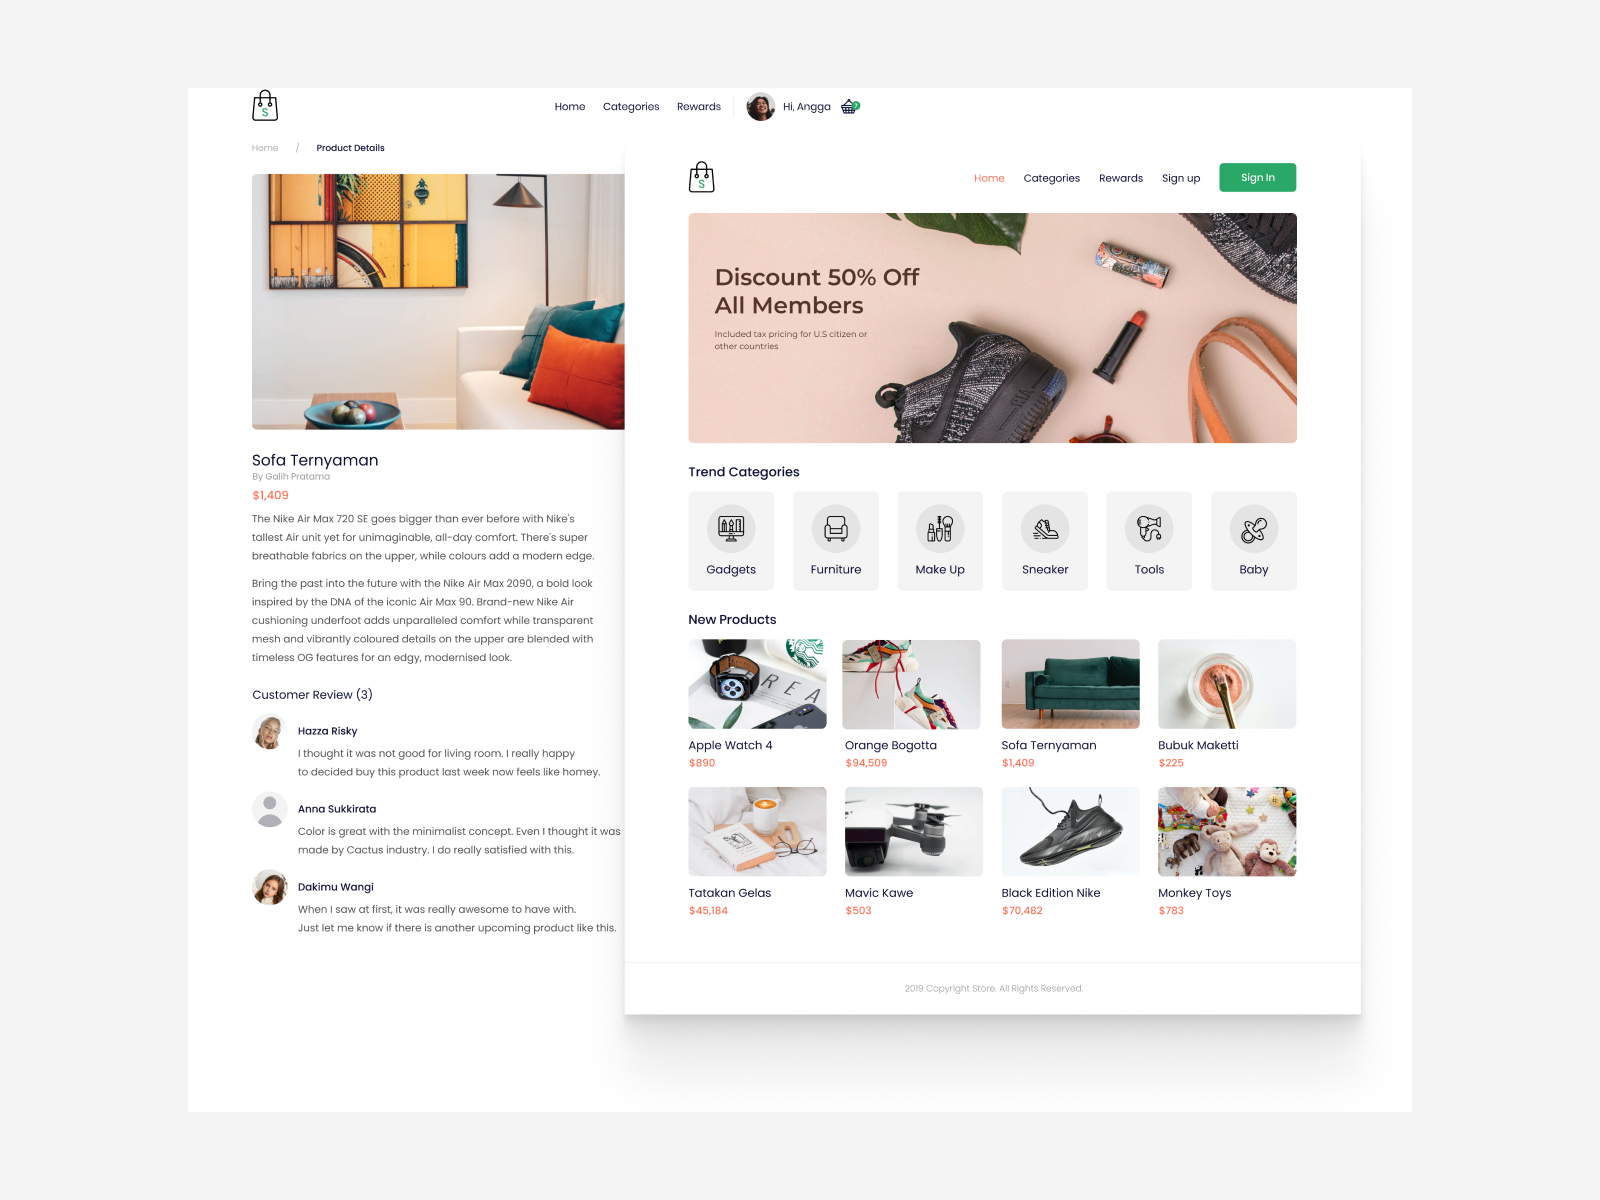 S
Home
Categories
Rewards
Hi, Angga
Home / Product Details
Sofa Ternyaman
By Galih Pratama
$1,409
The Nike Air Max 720 SE goes bigger than ever before with Nike's
tallest Air unit yet for unimaginable, all-day comfort. There's super
breathable fabrics on the upper, while colours add a modern edge.
Bring the past into the future with the Nike Air Max 2090, a bold look
inspired by the DNA of the iconic Air Max 90. Brand-new Nike Air
cushioning underfoot adds unparalleled comfort while transparent
mesh and vibrantly coloured details on the upper are blended with
timeless OG features for an edgy, modernised look.
Customer Review (3)
Hazza Risky
I thought it was not good for living room. I really happy
to decided buy this product last week now feels like homey.
Anna Sukkirata
Color is great with the minimalist concept. Even I thought it was
made by Cactus industry. I do really satisfied with this.
Dakimu Wangi
When I saw at first, it was really awesome to have with.
Just let me know if there is another upcoming product like this.
S
Home
Categories
Rewards
Sign up
Sign In
Discount 50% Off
All Members
Included tax pricing for U.S citizen or
other countries
Trend Categories
Gadgets
Furniture
Make Up
Sneaker
Tools
Baby
New Products
REA
Apple Watch 4
$890
Orange Bogotta
$94,509
Sofa Ternyaman
$1,409
Bubuk Maketti
$225
Tatakan Gelas
$45,184
Mavic Kawe
$503
Black Edition Nike
$70,482
Monkey Toys
$783
2019 Copyright Store. All Rights Reserved.